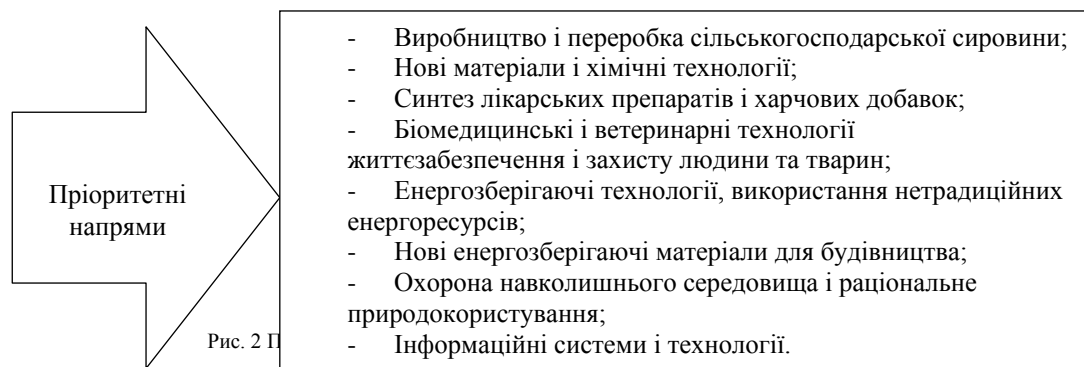 Пріоритетні
напрями
- Виробництво і переробка сільськогосподарської сировини;
- Нові матеріали і хімічні технології;
- Синтез лікарських препаратів і харчових добавок;
- Біомедицинські і ветеринарні технології
життєзабезпечення і захисту людини та тварин;
- Енергозберігаючі технології, використання нетрадиційних
енергоресурсів;
- Нові енергозберігаючі матеріали для будівництва;
- Охорона навколишнього середовища і раціональне
природокористування;
- Інформаційні системи і технології.
Рис. 2 П